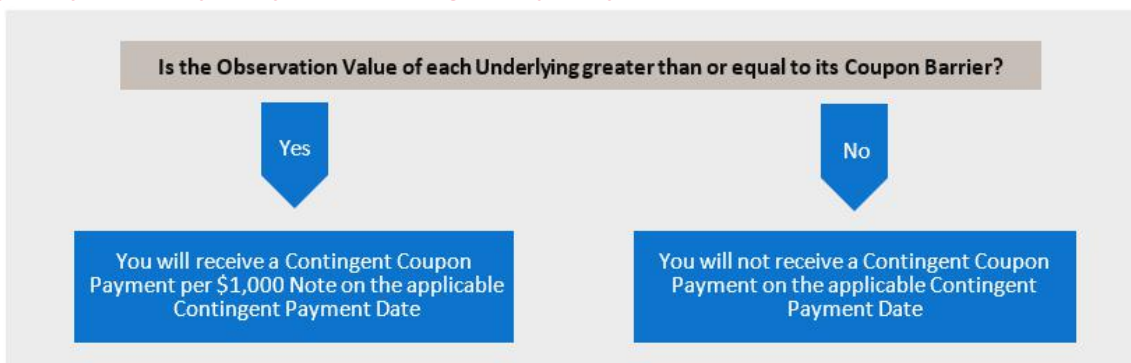 Is the Observation Value of each Underlying greater than or equal to its Coupon Barrier?
Yes
No
You will receive a Contingent Coupon
Payment per $1,000 Note on the applicable
Contingent Payment Date
You will not receive a Contingent Coupon
Payment on the applicable Contingent
Payment Date